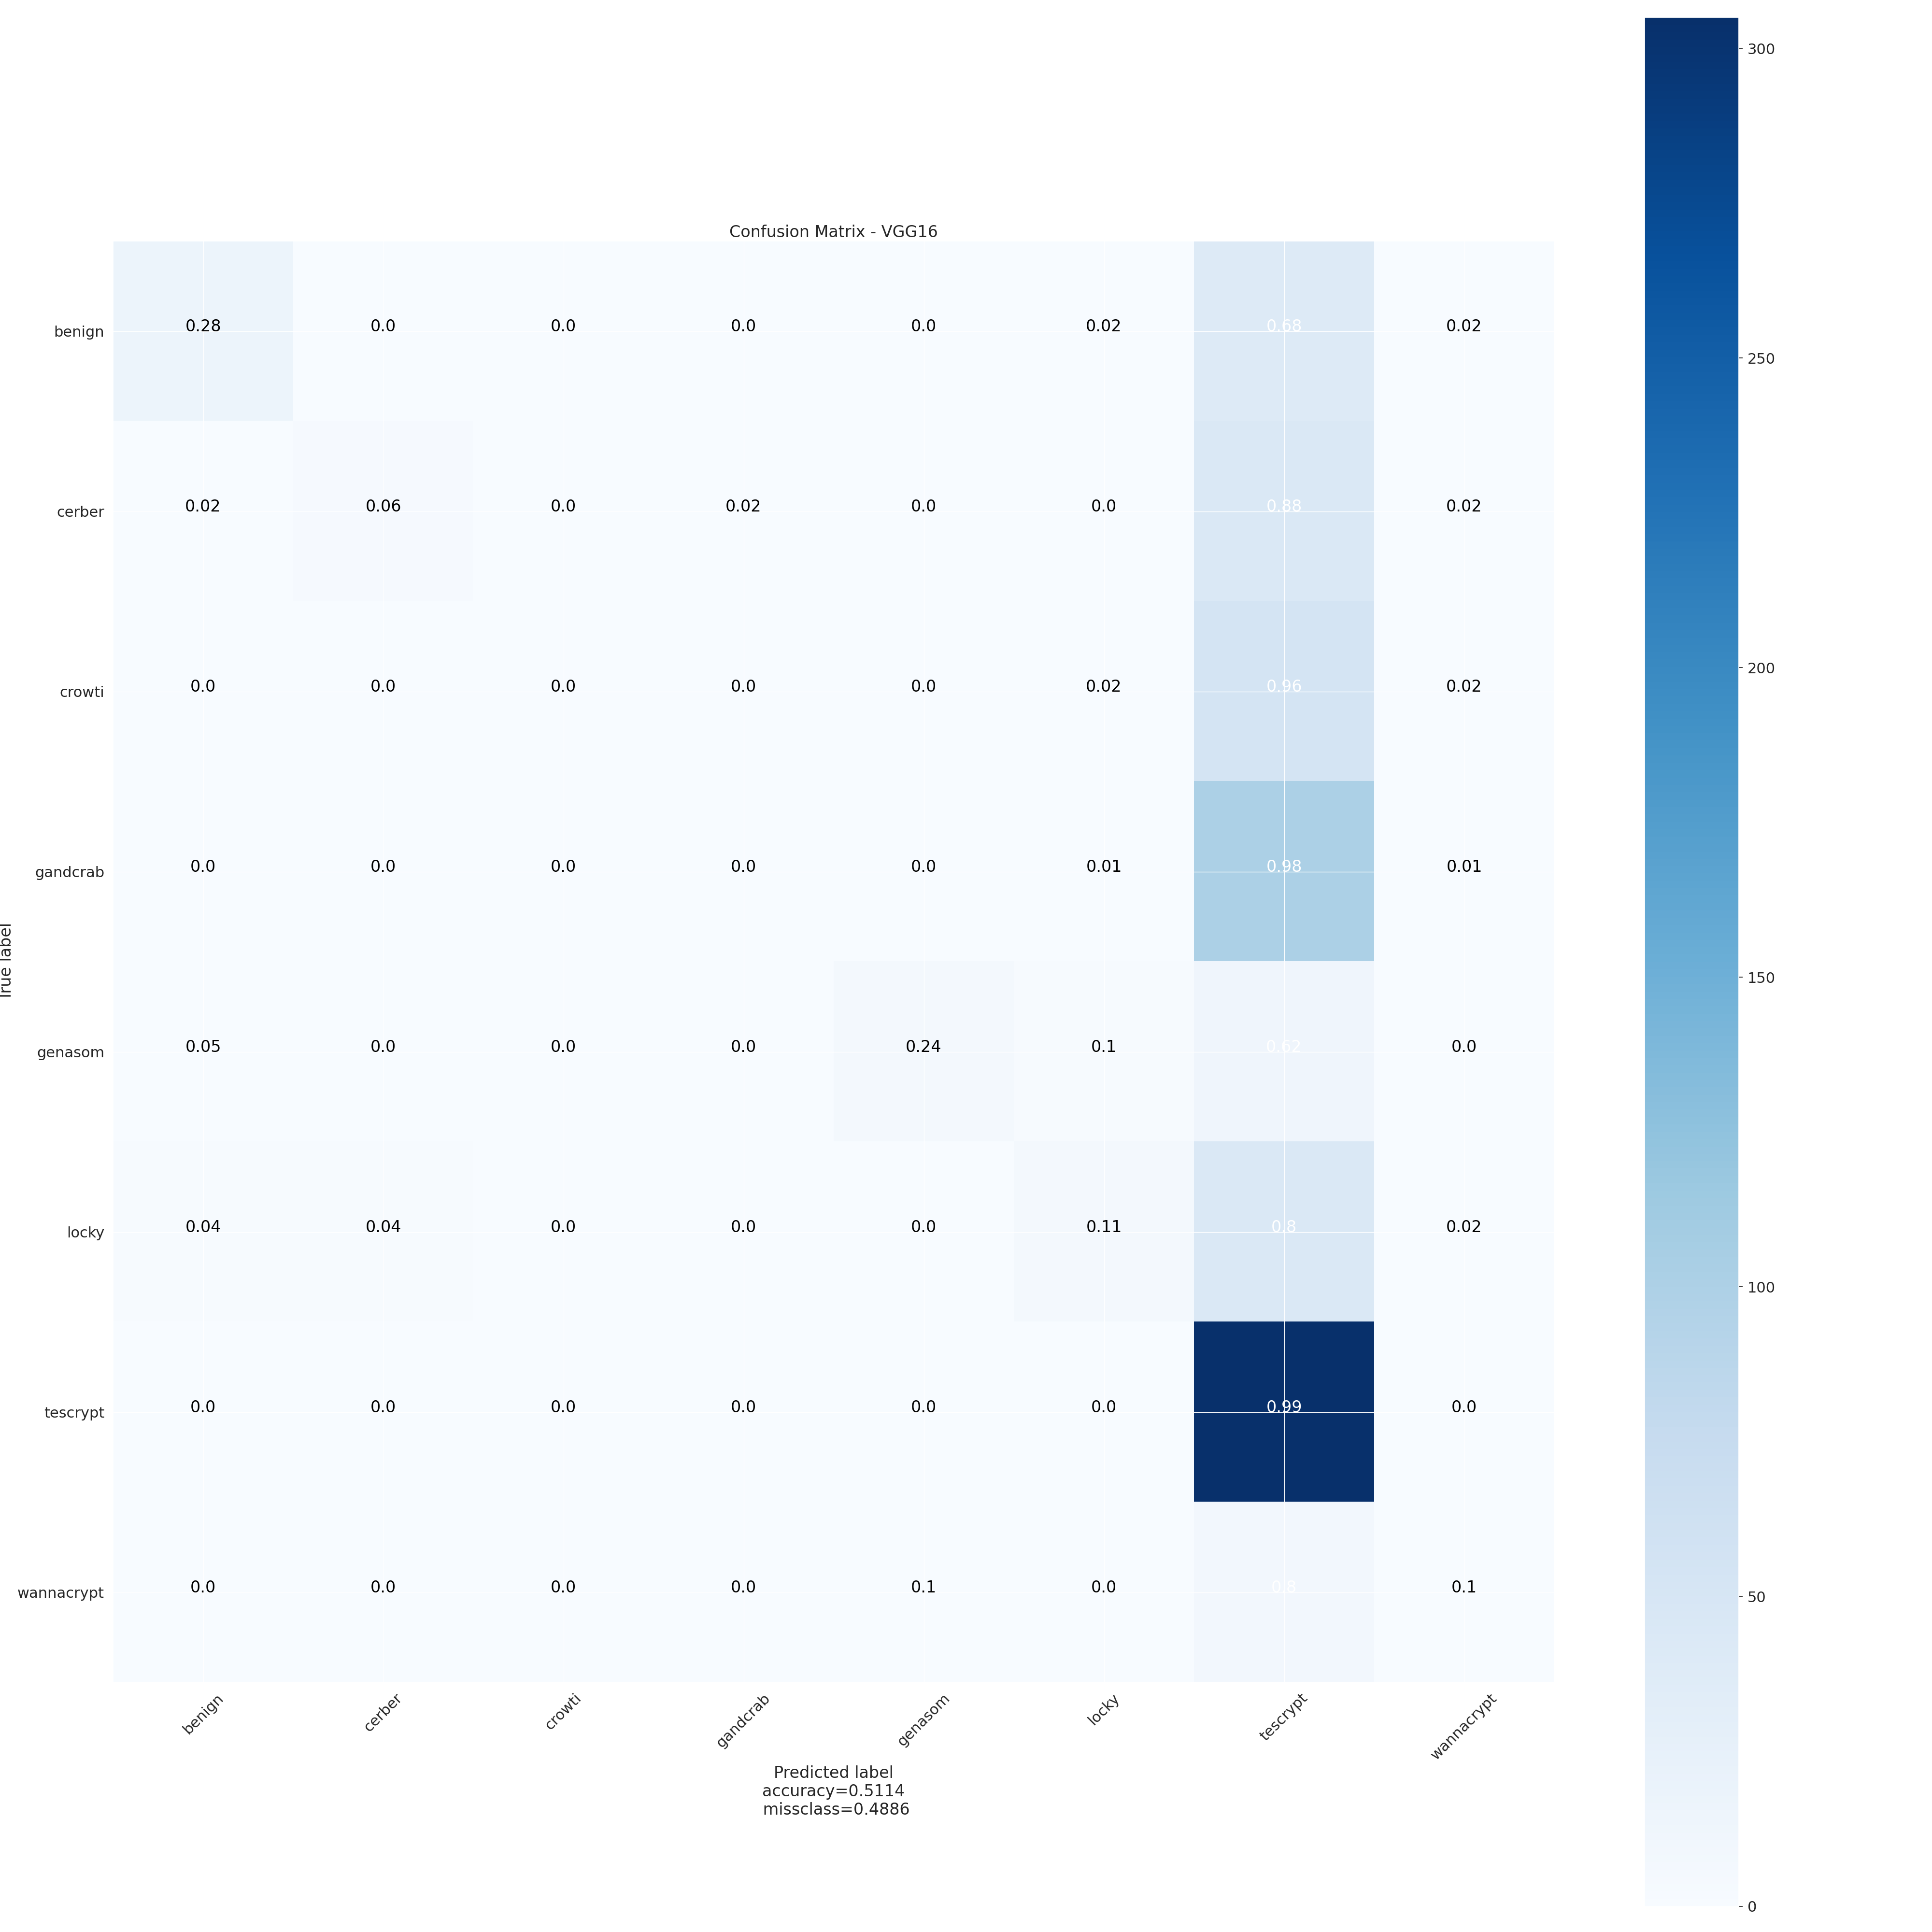 Confusion Matrix - VGG16
benign 0.28 0.0 0.0 0.0 0.0 0.02 0.68 0.02
cerber 0.02 0.06 0.0 0.02 0.0 0.0 0.88 0.02
crowti 0.0 0.0 0.0 0.0 0.0 0.02 0.96 0.02
gandcrab 0.0 0.0 0.0 0.0 0.0 0.01 0.98 0.01
genasom 0.05 0.0 0.0 0.0 0.24 0.1 0.62 0.0
locky 0.04 0.04 0.0 0.0 0.0 0.11 0.8 0.02
tescrypt 0.0 0.0 0.0 0.0 0.0 0.0 0.99 0.0
wannacrypt 0.0 0.0 0.0 0.0 0.1 0.0 0.8 0.1
benign cerber crowti gandcrab genasom locky tescrypt wannacrypt
True label
Predicted label
accuracy=0.5114
missclass=0.4886
300
250
200
150
100
50
0